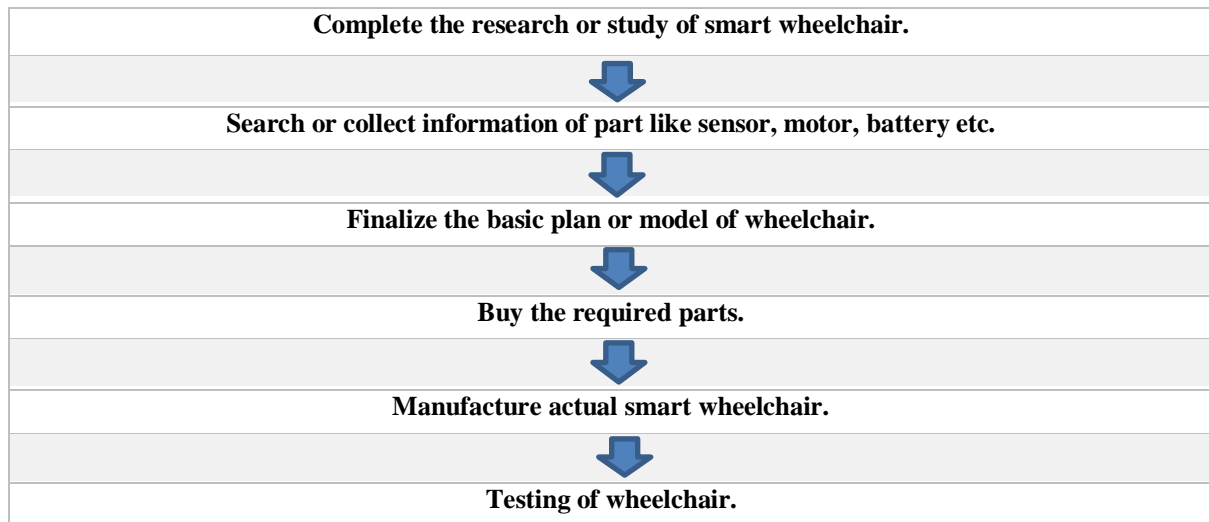 Complete the research or study of smart wheelchair.
Search or collect information of part like sensor, motor, battery etc.
Finalize the basic plan or model of wheelchair.
Buy the required parts.
Manufacture actual smart wheelchair.
Testing of wheelchair.